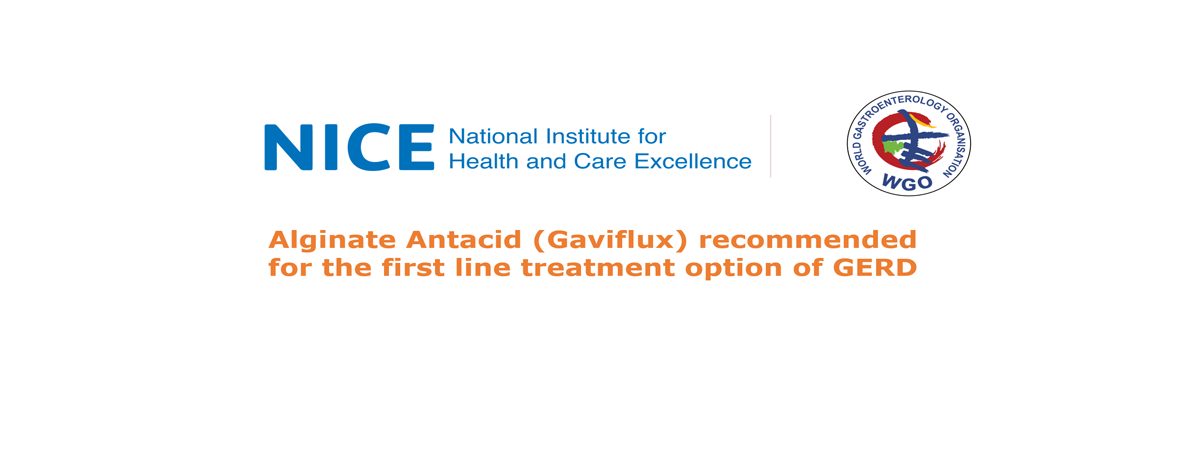 NICE
National Institute for
Health and Care Excellence
WORLD GASTROENTEROLOGY ORGANISATION
WGO
Alginate Antacid (Gaviflux) recommended
for the first line treatment option of GERD